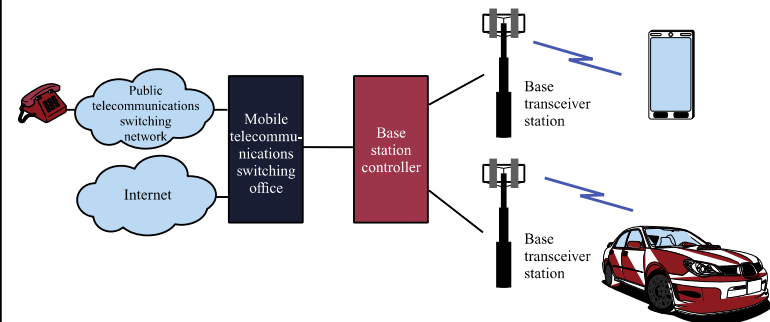 Public
telecommunications
switching
network
Internet
Mobile
telecommu-
nications
switching
office
Base
station
controller
Base
transceiver
station
Base
transceiver
station